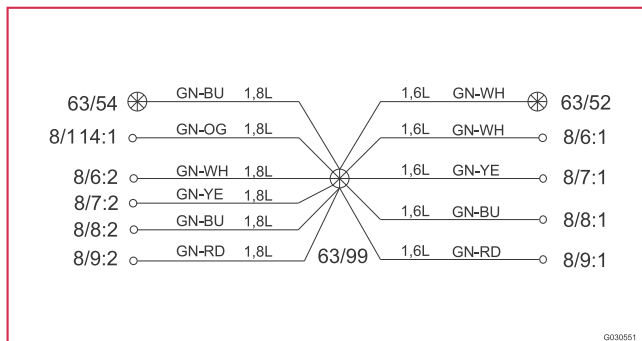 63/54 GN-BU 1,8L 1,6L GN-WH 63/52
8/114:1 GN-OG 1,8L 1,6L GN-WH 8/6:1
8/6:2 GN-WH 1,8L 1,6L GN-YE 8/7:1
8/7:2 GN-YE 1,8L
8/8:2 GN-BU 1,8L 1,6L GN-BU 8/8:1
8/9:2 GN-RD 1,8L 63/99 1,6L GN-RD 8/9:1
G030551